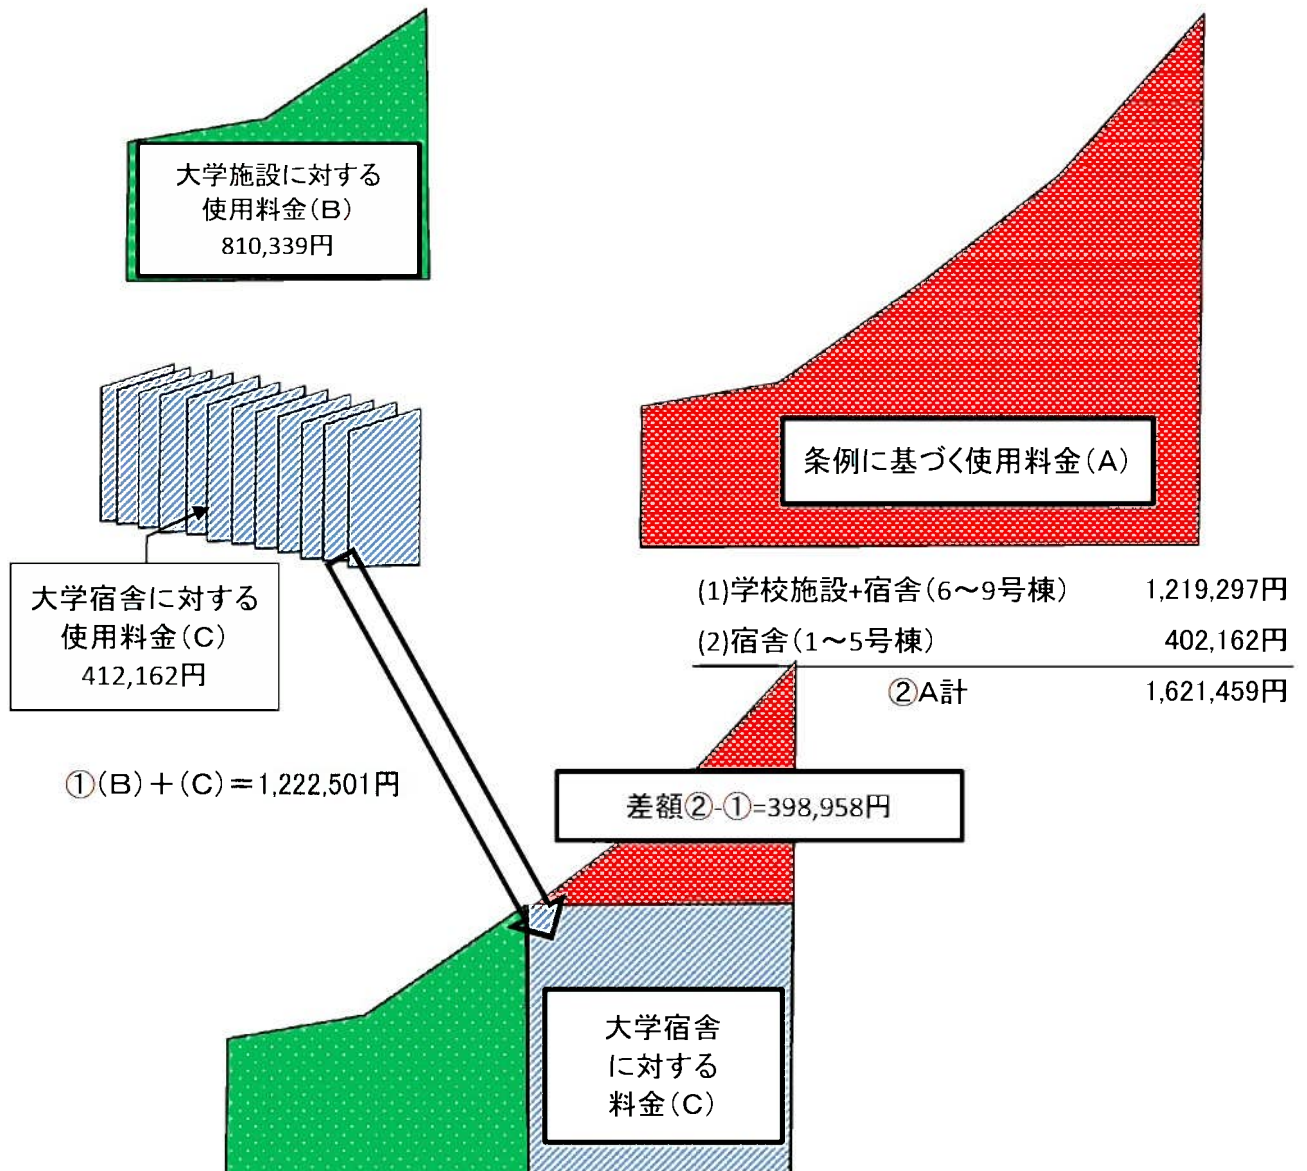 大学施設に対する
使用料金(B)
810,339円
条例に基づく使用料金(A)
大学宿舎に対する
使用料金(C)
412,162円
(1)学校施設+宿舎(6～9号棟) 1,219,297円
(2)宿舎(1～5号棟) 402,162円
②A計 1,621,459円
①(B)+(C)=1,222,501円
差額②-①=398,958円
大学宿舎
に対する
料金(C)